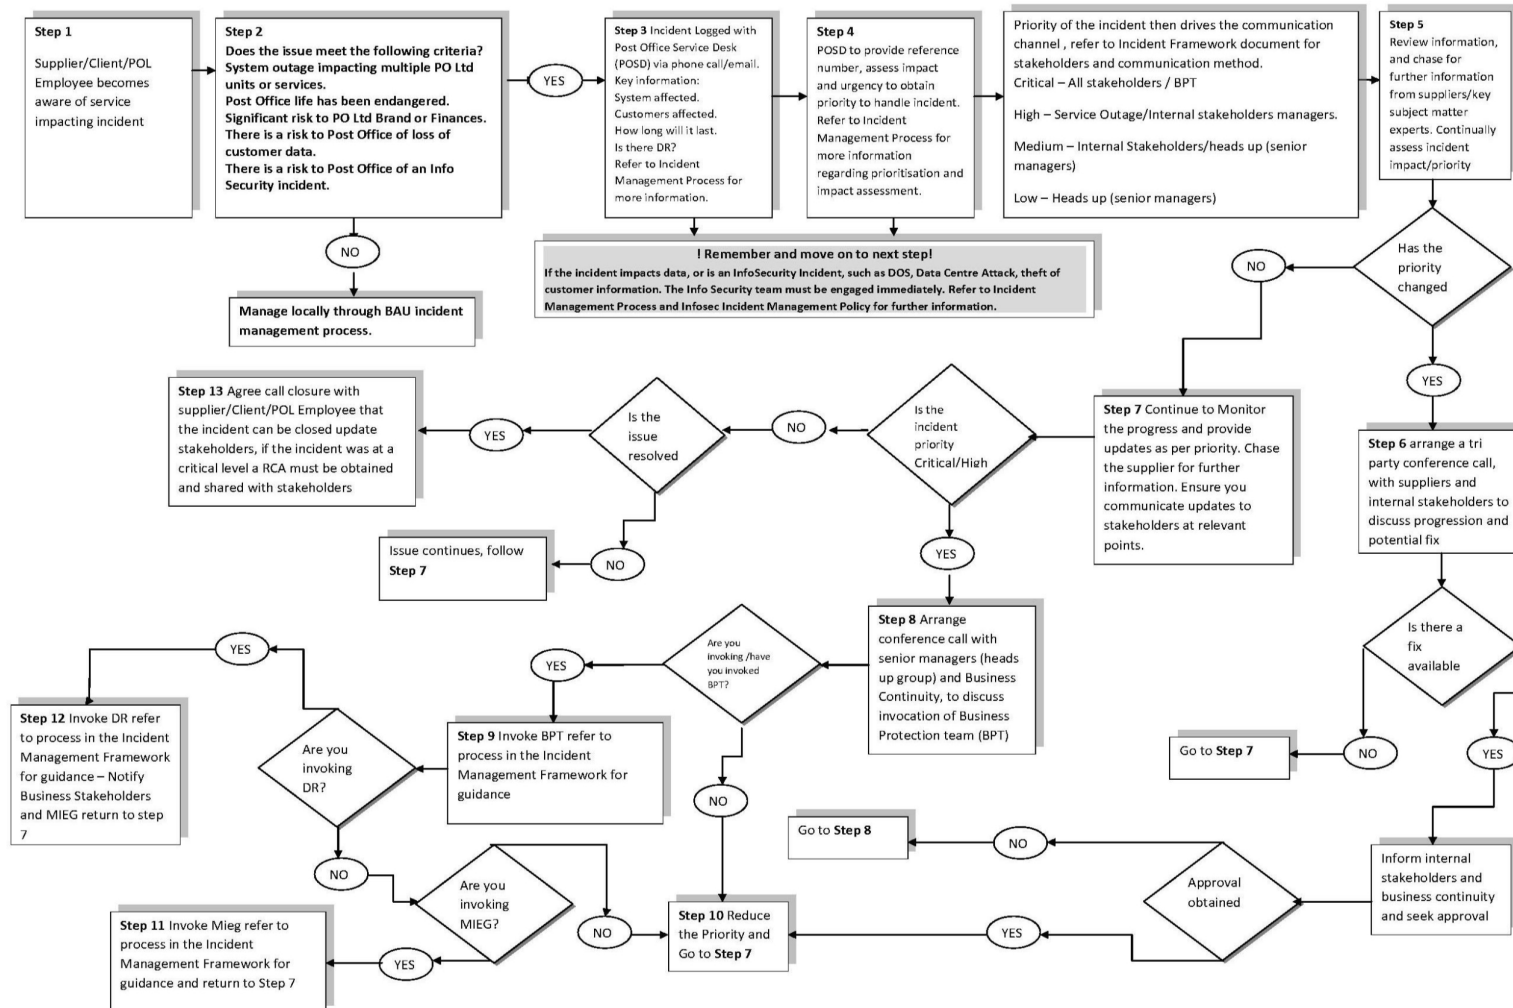 Step 1
Supplier/Client/POL
Employee becomes
aware of service
impacting incident
Step 2
Does the issue meet the following criteria?
System outage impacting multiple PO Ltd
units or services.
Post Office life has been endangered.
Significant risk to PO Ltd Brand or Finances.
There is a risk to Post Office of loss of
customer data.
There is a risk to Post Office of an Info
Security incident.
YES
Step 3 Incident Logged with
Post Office Service Desk
(POSD) via phone call/email.
Key information:
System affected.
Customers affected.
How long will it last.
Is there DR?
Refer to Incident
Management Process for
more information.
Step 4
POSD to provide reference
number, assess impact
and urgency to obtain
priority to handle incident.
Refer to Incident
Management Process for
more information
regarding prioritisation and
impact assessment.
Priority of the incident then drives the communication
channel , refer to Incident Framework document for
stakeholders and communication method.
Critical – All stakeholders / BPT
High – Service Outage/Internal stakeholders managers.
Medium – Internal Stakeholders/heads up (senior
managers)
Low – Heads up (senior managers)
Step 5
Review information,
and chase for
further information
from suppliers/key
subject matter
experts. Continually
assess incident
impact/priority
NO
Manage locally through BAU incident
management process.
! Remember and move on to next step!
If the incident impacts data, or is an InfoSecurity Incident, such as DOS, Data Centre Attack, theft of
customer information. The Info Security team must be engaged immediately. Refer to Incident
Management Process and Infosec Incident Management Policy for further information.
NO
Has the
priority
changed
YES
Step 13 Agree call closure with
supplier/Client/POL Employee that
the incident can be closed update
stakeholders, if the incident was at a
critical level a RCA must be obtained
and shared with stakeholders
YES
Is the
issue
resolved
NO
Is the
incident
priority
Critical/High
Step 7 Continue to Monitor
the progress and provide
updates as per priority. Chase
the supplier for further
information. Ensure you
communicate updates to
stakeholders at relevant
points.
Step 6 arrange a tri
party conference call,
with suppliers and
internal stakeholders to
discuss progression and
potential fix
Issue continues, follow
Step 7
NO
YES
Is there a
fix
available
YES
YES
Are you
invoking /have
you invoked
BPT?
Step 8 Arrange
conference call with
senior managers (heads
up group) and Business
Continuity, to discuss
invocation of Business
Protection team (BPT)
Step 12 Invoke DR refer
to process in the Incident
Management Framework
for guidance – Notify
Business Stakeholders
and MIEG return to step
7
Are you
invoking
DR?
Step 9 Invoke BPT refer to
process in the Incident
Management Framework for
guidance
Go to Step 7
NO
YES
NO
Go to Step 8
NO
NO
Are you
invoking
MIEG?
Approval
obtained
Inform internal
stakeholders and
business continuity
and seek approval
Step 11 Invoke Mieg refer to
process in the Incident
Management Framework for
guidance and return to Step 7
YES
NO
Step 10 Reduce
the Priority and
Go to Step 7
YES